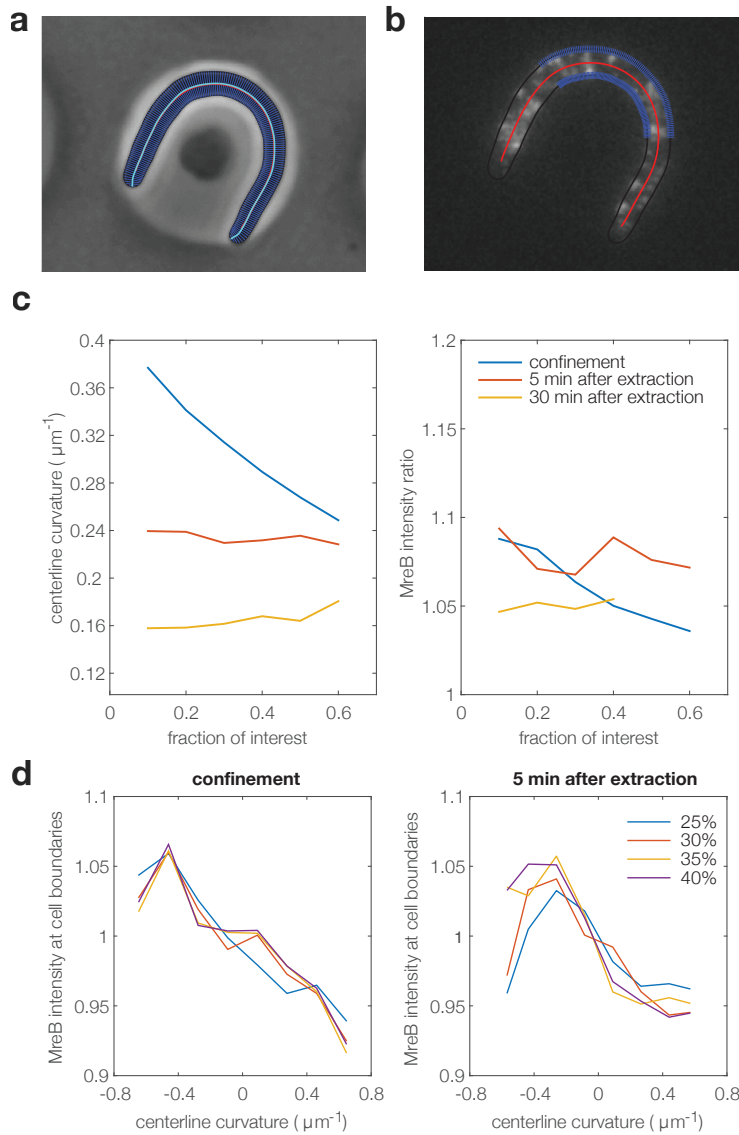 a
b
c
0.4
0.36
0.32
0.28
0.24
0.2
0.16
0.12
centerline curvature ( µm-1)
0
0.2
0.4
0.6
fraction of interest
1.2
1.15
1.1
1.05
1
MreB intensity ratio
confinement
5 min after extraction
30 min after extraction
0
0.2
0.4
0.6
fraction of interest
d
confinement
1.1
1.05
1
0.95
0.9
MreB intensity at cell boundaries
-0.8
-0.4
0
0.4
0.8
centerline curvature ( µm-1)
5 min after extraction
1.1
1.05
1
0.95
0.9
MreB intensity at cell boundaries
25%
30%
35%
40%
-0.8
-0.4
0
0.4
0.8
centerline curvature ( µm-1)